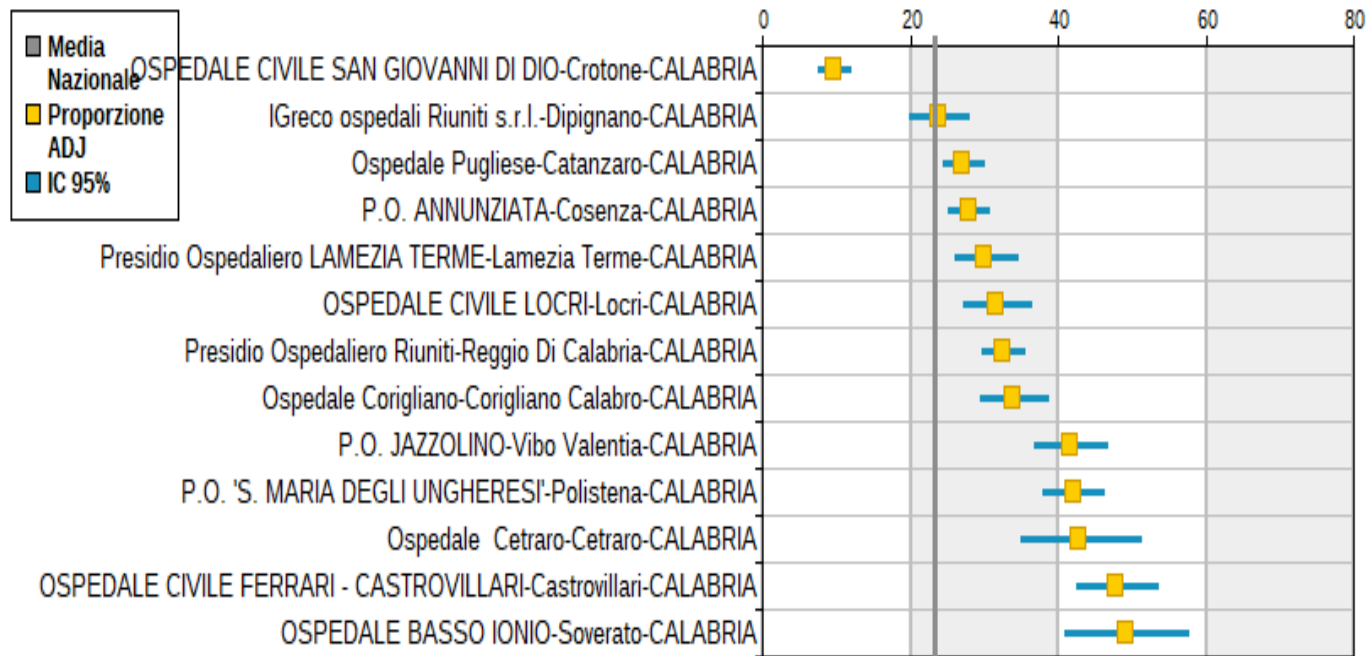 0 20 40 60 80
Media
Nazionale
Proporzione
ADJ
IC 95%
OSPEDALE CIVILE SAN GIOVANNI DI DIO-Crotone-CALABRIA
IGreco ospedali Riuniti s.r.l.-Dipignano-CALABRIA
Ospedale Pugliese-Catanzaro-CALABRIA
P.O. ANNUNZIATA-Cosenza-CALABRIA
Presidio Ospedaliero LAMEZIA TERME-Lamezia Terme-CALABRIA
OSPEDALE CIVILE LOCRI-Locri-CALABRIA
Presidio Ospedaliero Riuniti-Reggio Di Calabria-CALABRIA
Ospedale Corigliano-Corigliano Calabro-CALABRIA
P.O. JAZZOLINO-Vibo Valentia-CALABRIA
P.O. 'S. MARIA DEGLI UNGHERESI'-Polistena-CALABRIA
Ospedale  Cetraro-Cetraro-CALABRIA
OSPEDALE CIVILE FERRARI - CASTROVILLARI-Castrovillari-CALABRIA
OSPEDALE BASSO IONIO-Soverato-CALABRIA